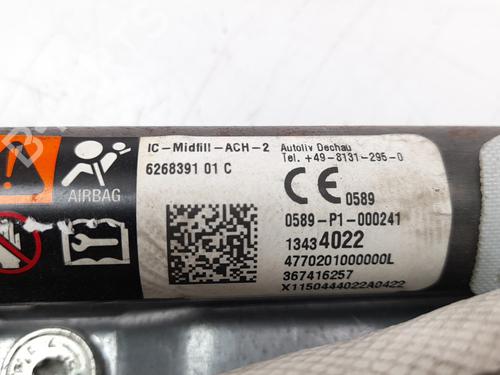 IC-Midfill-ACH-2
6268391 01 C
AIRBAG
Autoliv Dachau
Tel. +49-8131-295-0
CE 0589
0589-P1-000241
13434022
4770201000000L
367416257
X1150444022A0422